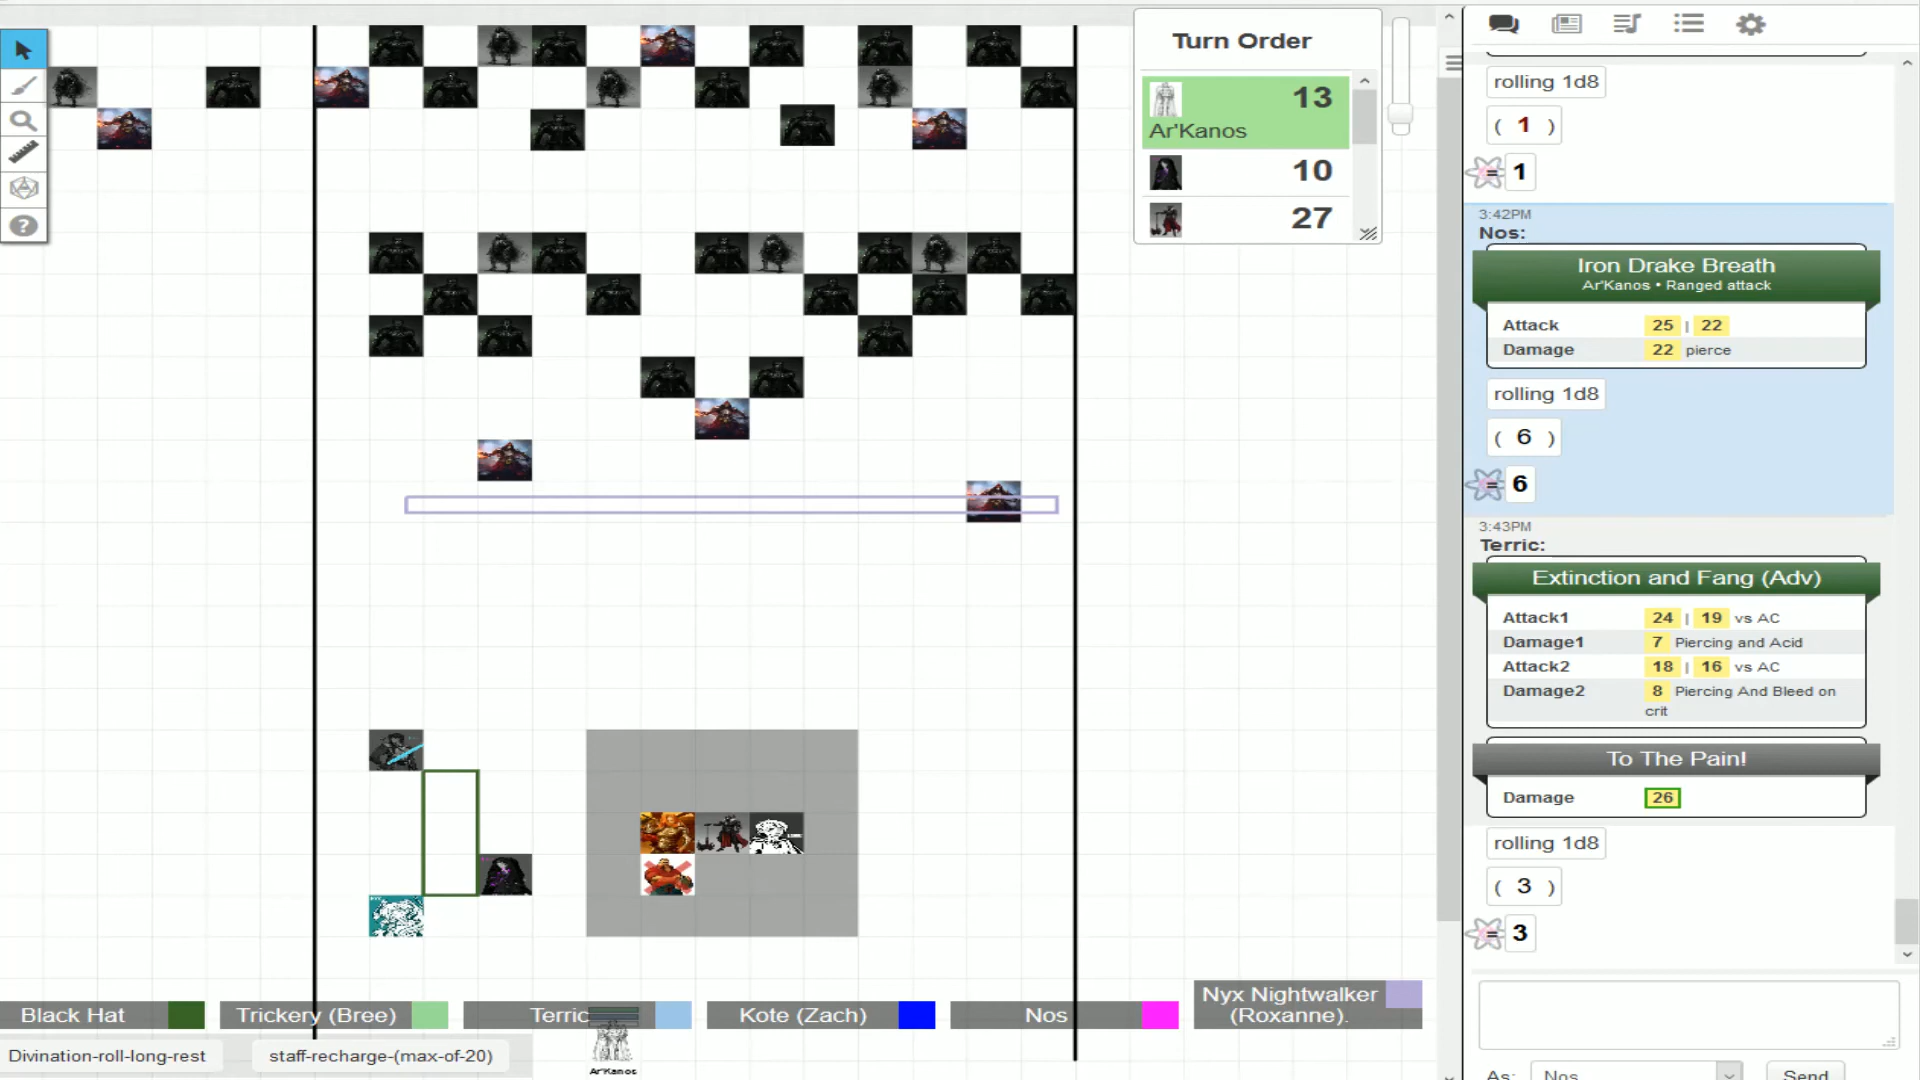 Turn Order
13
Ar'Kanos
10
27
rolling 1d8
( 1 )
= 1
3:42PM
Nos:
Iron Drake Breath
Ar'Kanos • Ranged attack
Attack 25 | 22
Damage 22 pierce
rolling 1d8
( 6 )
= 6
3:43PM
Terric:
Extinction and Fang (Adv)
Attack1 24 | 19 vs AC
Damage1 7 Piercing and Acid
Attack2 18 | 16 vs AC
Damage2 8 Piercing And Bleed on
crit
To The Pain!
Damage 26
rolling 1d8
( 3 )
= 3
As: Nos Send
Black Hat
Trickery (Bree)
Terric
Kote (Zach)
Nos
Nyx Nightwalker
(Roxanne).
Divination-roll-long-rest
staff-recharge-(max-of-20)
Ar'Kanos